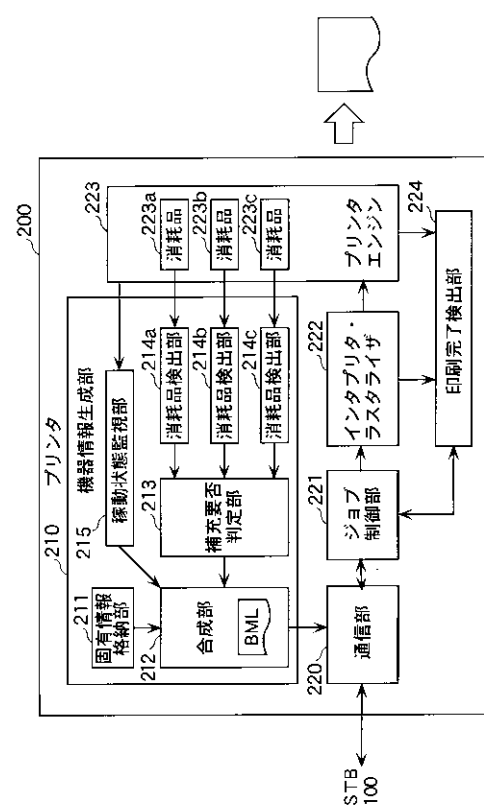 200
プリンタ
210
機器情報生成部
223
211
固有情報
格納部
215
稼動状態監視部
214a
消耗品検出部
223a
消耗品
214b
消耗品検出部
223b
消耗品
214c
消耗品検出部
223c
消耗品
213
補充要否
判定部
212
合成部
BML
プリンタ
エンジン
220
通信部
221
ジョブ
制御部
222
インタプリタ・
ラスタライザ
224
印刷完了検出部
STB
100